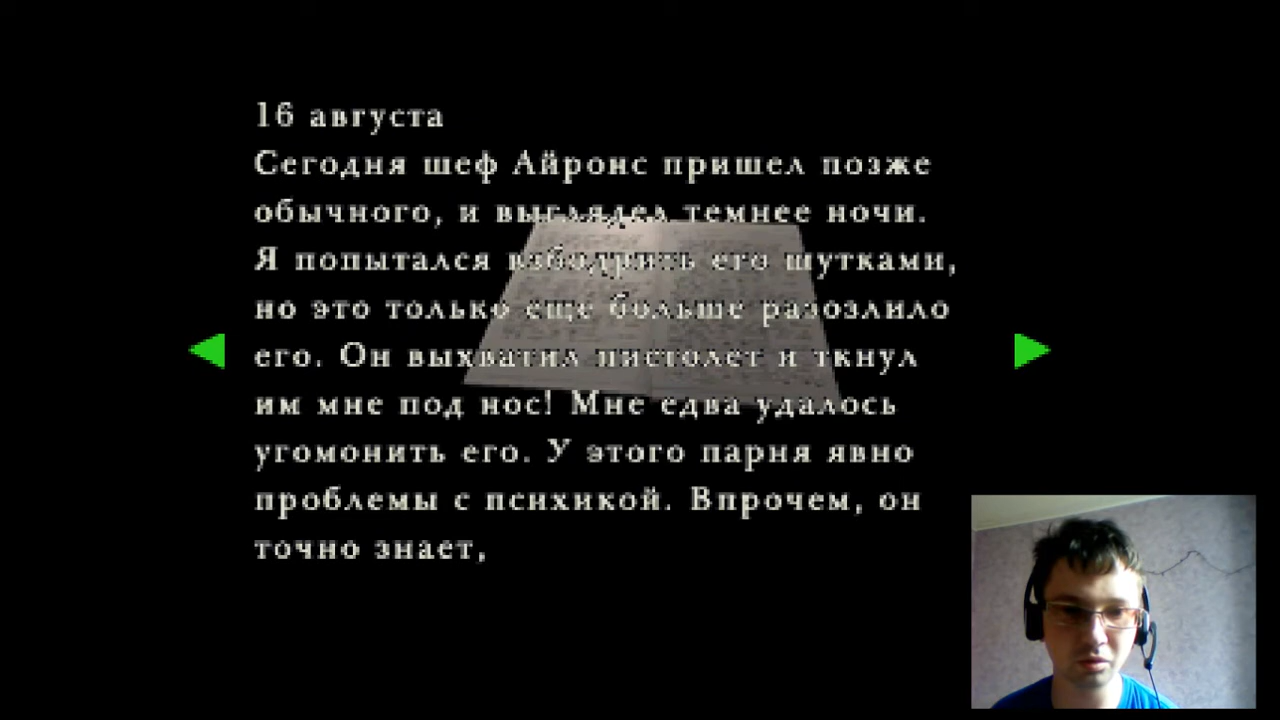 16 августа
Сегодня шеф Айронс пришел позже
обычного, и выглядел темнее ночи.
Я попытался взбодрить его шутками,
но это только еще больше разозлило
его. Он выхватил пистолет и ткнул
им мне под нос! Мне едва удалось
угомонить его. У этого парня явно
проблемы с психикой. Впрочем, он
точно знает,